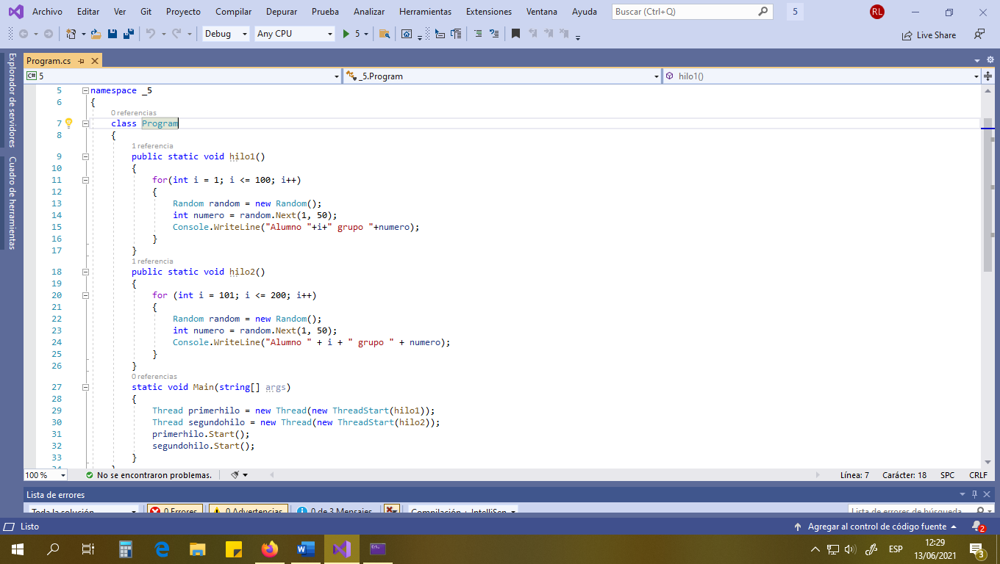 Archivo Editar Ver Git Proyecto Compilar Depurar Prueba Analizar Herramientas Extensiones Ventana Ayuda Buscar (Ctrl+Q) 5 RL
Debug Any CPU 5 Live Share
Explorador de servidores
Cuadro de herramientas
Program.cs
C# 5 _5.Program hilo1()
5 namespace _5
6 {
0 referencias
7 class Program
8 {
1 referencia
9 public static void hilo1()
10 {
11 for(int i = 1; i <= 100; i++)
12 {
13 Random random = new Random();
14 int numero = random.Next(1, 50);
15 Console.WriteLine("Alumno "+i+" grupo "+numero);
16 }
17 }
1 referencia
18 public static void hilo2()
19 {
20 for (int i = 101; i <= 200; i++)
21 {
22 Random random = new Random();
23 int numero = random.Next(1, 50);
24 Console.WriteLine("Alumno " + i + " grupo " + numero);
25 }
26 }
0 referencias
27 static void Main(string[] args)
28 {
29 Thread primerhilo = new Thread(new ThreadStart(hilo1));
30 Thread segundohilo = new Thread(new ThreadStart(hilo2));
31 primerhilo.Start();
32 segundohilo.Start();
33 }
34 }
100 % No se encontraron problemas. Línea: 7 Carácter: 18 SPC CRLF
Lista de errores
Toda la solución 0 Errores 0 Advertencias 0 de 3 Mensajes Compilación + IntelliSen Lista de errores de búsqueda
Listo Agregar al control de código fuente 2
ESP 12:29
13/06/2021 3